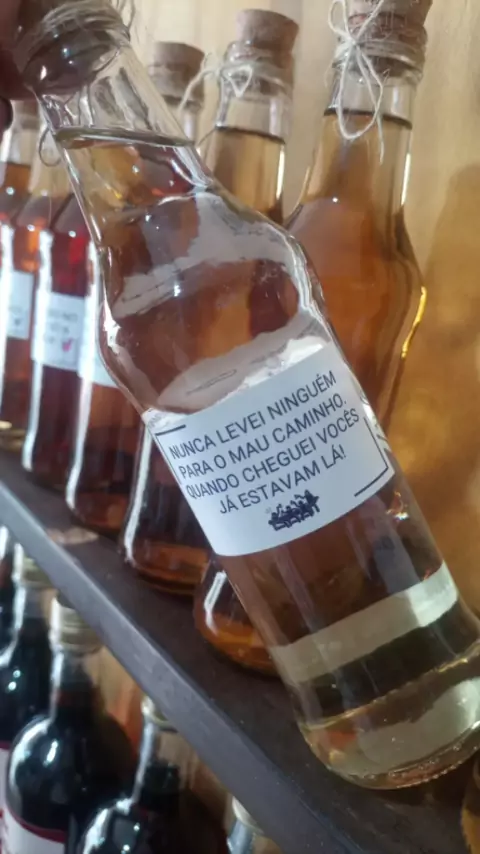 NUNCA LEVEI NINGUÉM
PARA O MAU CAMINHO.
QUANDO CHEGUEI VOCÊS
JÁ ESTAVAM LÁ!